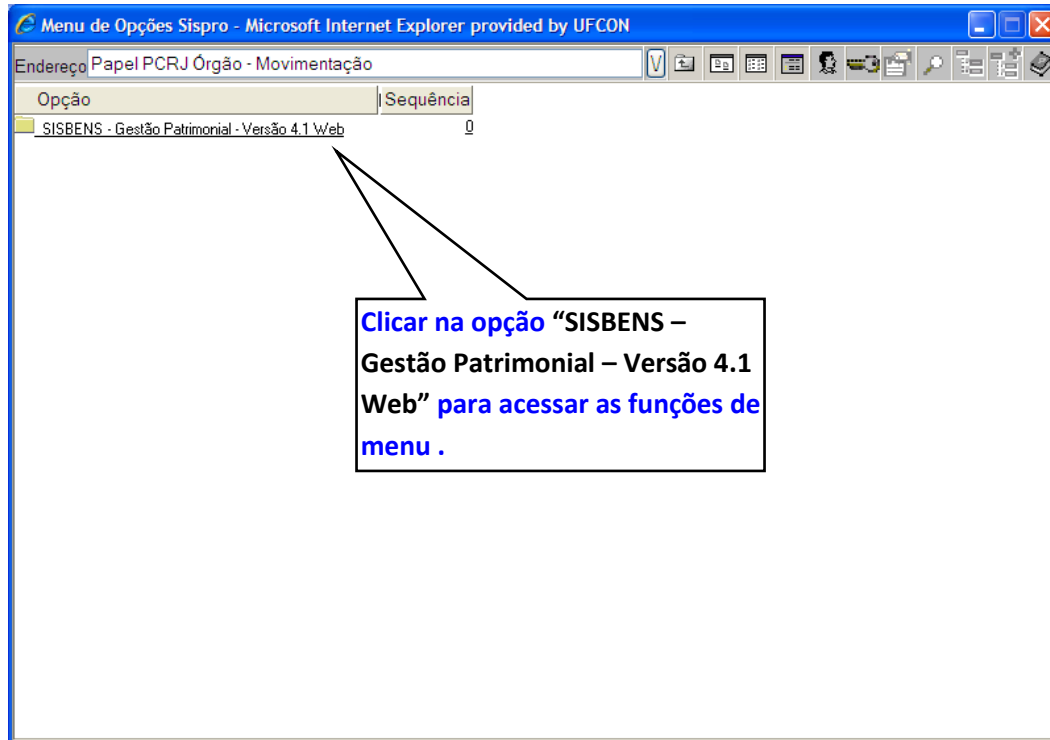 Menu de Opções Sispro - Microsoft Internet Explorer provided by UFCON
Endereço Papel PCRJ Órgão - Movimentação V
Opção Sequência
SISBENS - Gestão Patrimonial - Versão 4.1 Web 0
Clicar na opção “SISBENS –
Gestão Patrimonial – Versão 4.1
Web” para acessar as funções de
menu .